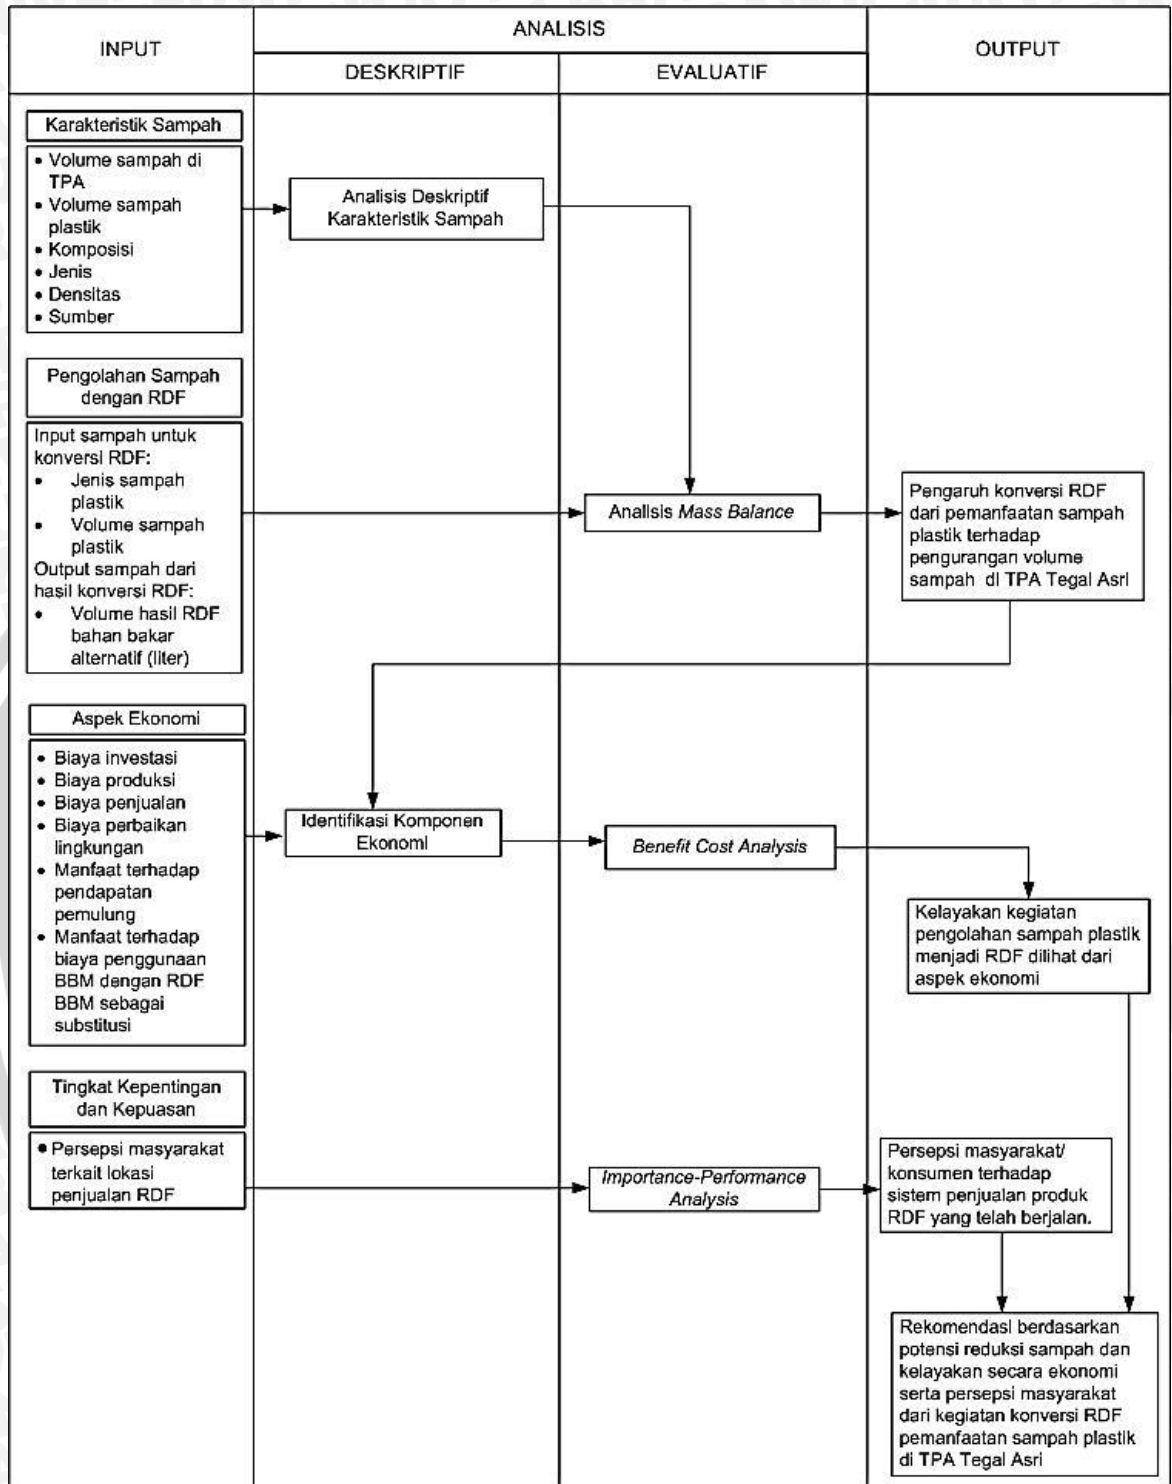 INPUT
ANALISIS
DESKRIPTIF
EVALUATIF
OUTPUT
Karakteristik Sampah
• Volume sampah di
TPA
• Volume sampah
plastik
• Komposisi
• Jenis
• Densitas
• Sumber
Analisis Deskriptif
Karakteristik Sampah
Pengolahan Sampah
dengan RDF
Input sampah untuk
konversi RDF:
• Jenis sampah
plastik
• Volume sampah
plastik
Output sampah dari
hasil konversi RDF:
• Volume hasil RDF
bahan bakar
alternatif (liter)
Analisis Mass Balance
Pengaruh konversi RDF
dari pemanfaatan sampah
plastik terhadap
pengurangan volume
sampah di TPA Tegal Asri
Aspek Ekonomi
• Biaya investasi
• Biaya produksi
• Biaya penjualan
• Biaya perbaikan
lingkungan
• Manfaat terhadap
pendapatan
pemulung
• Manfaat terhadap
biaya penggunaan
BBM dengan RDF
BBM sebagai
substitusi
Identifikasi Komponen
Ekonomi
Benefit Cost Analysis
Kelayakan kegiatan
pengolahan sampah plastik
menjadi RDF dilihat dari
aspek ekonomi
Tingkat Kepentingan
dan Kepuasan
• Persepsi masyarakat
terkait lokasi
penjualan RDF
Importance-Performance
Analysis
Persepsi masyarakat/
konsumen terhadap
sistem penjualan produk
RDF yang telah berjalan.
Rekomendasi berdasarkan
potensi reduksi sampah dan
kelayakan secara ekonomi
serta persepsi masyarakat
dari kegiatan konversi RDF
pemanfaatan sampah plastik
di TPA Tegal Asri